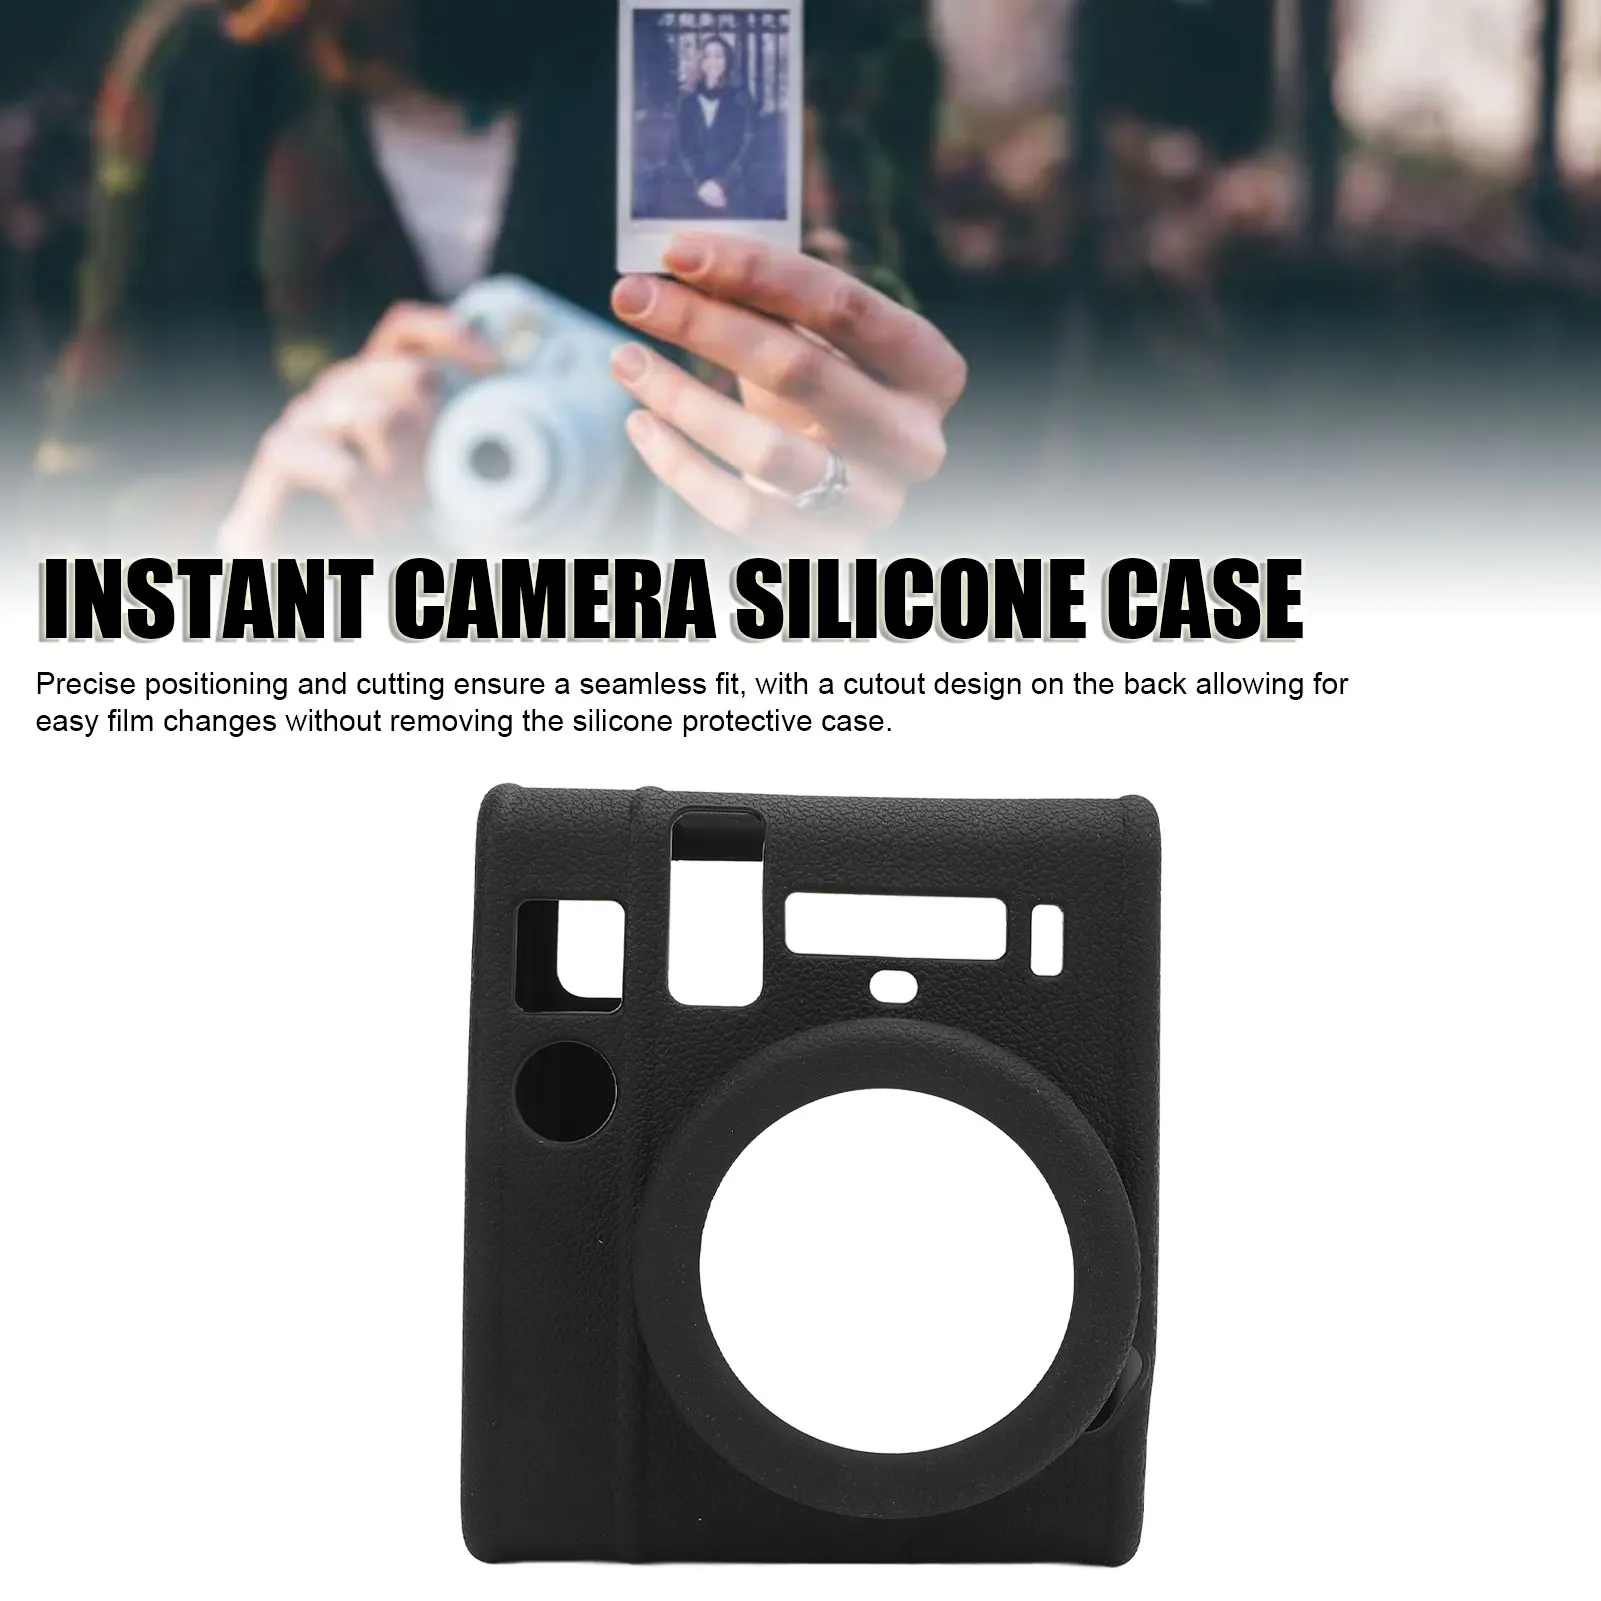 INSTANT CAMERA SILICONE CASE
Precise positioning and cutting ensure a seamless fit, with a cutout design on the back allowing for
easy film changes without removing the silicone protective case.